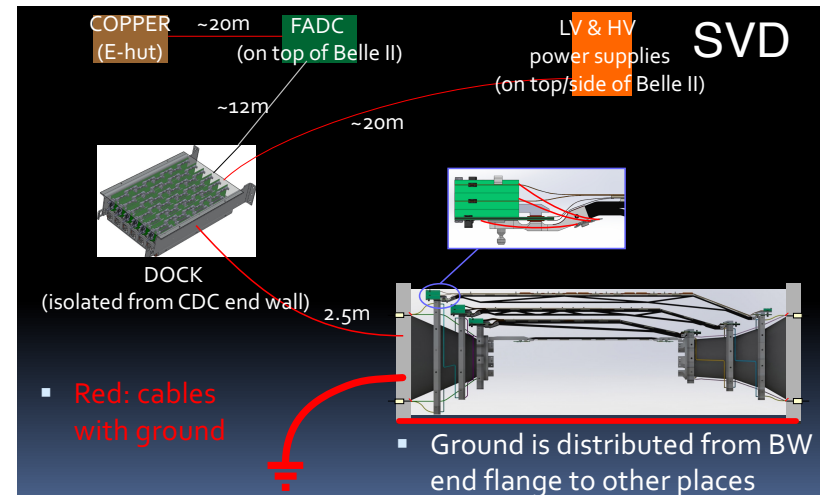 COPPER
(E-hut)
~20m
FADC
(on top of Belle II)
LV & HV
power supplies
(on top/side of Belle II)
SVD
~12m
~20m
DOCK
(isolated from CDC end wall)
2.5m
▪ Red: cables
with ground
▪ Ground is distributed from BW
end flange to other places